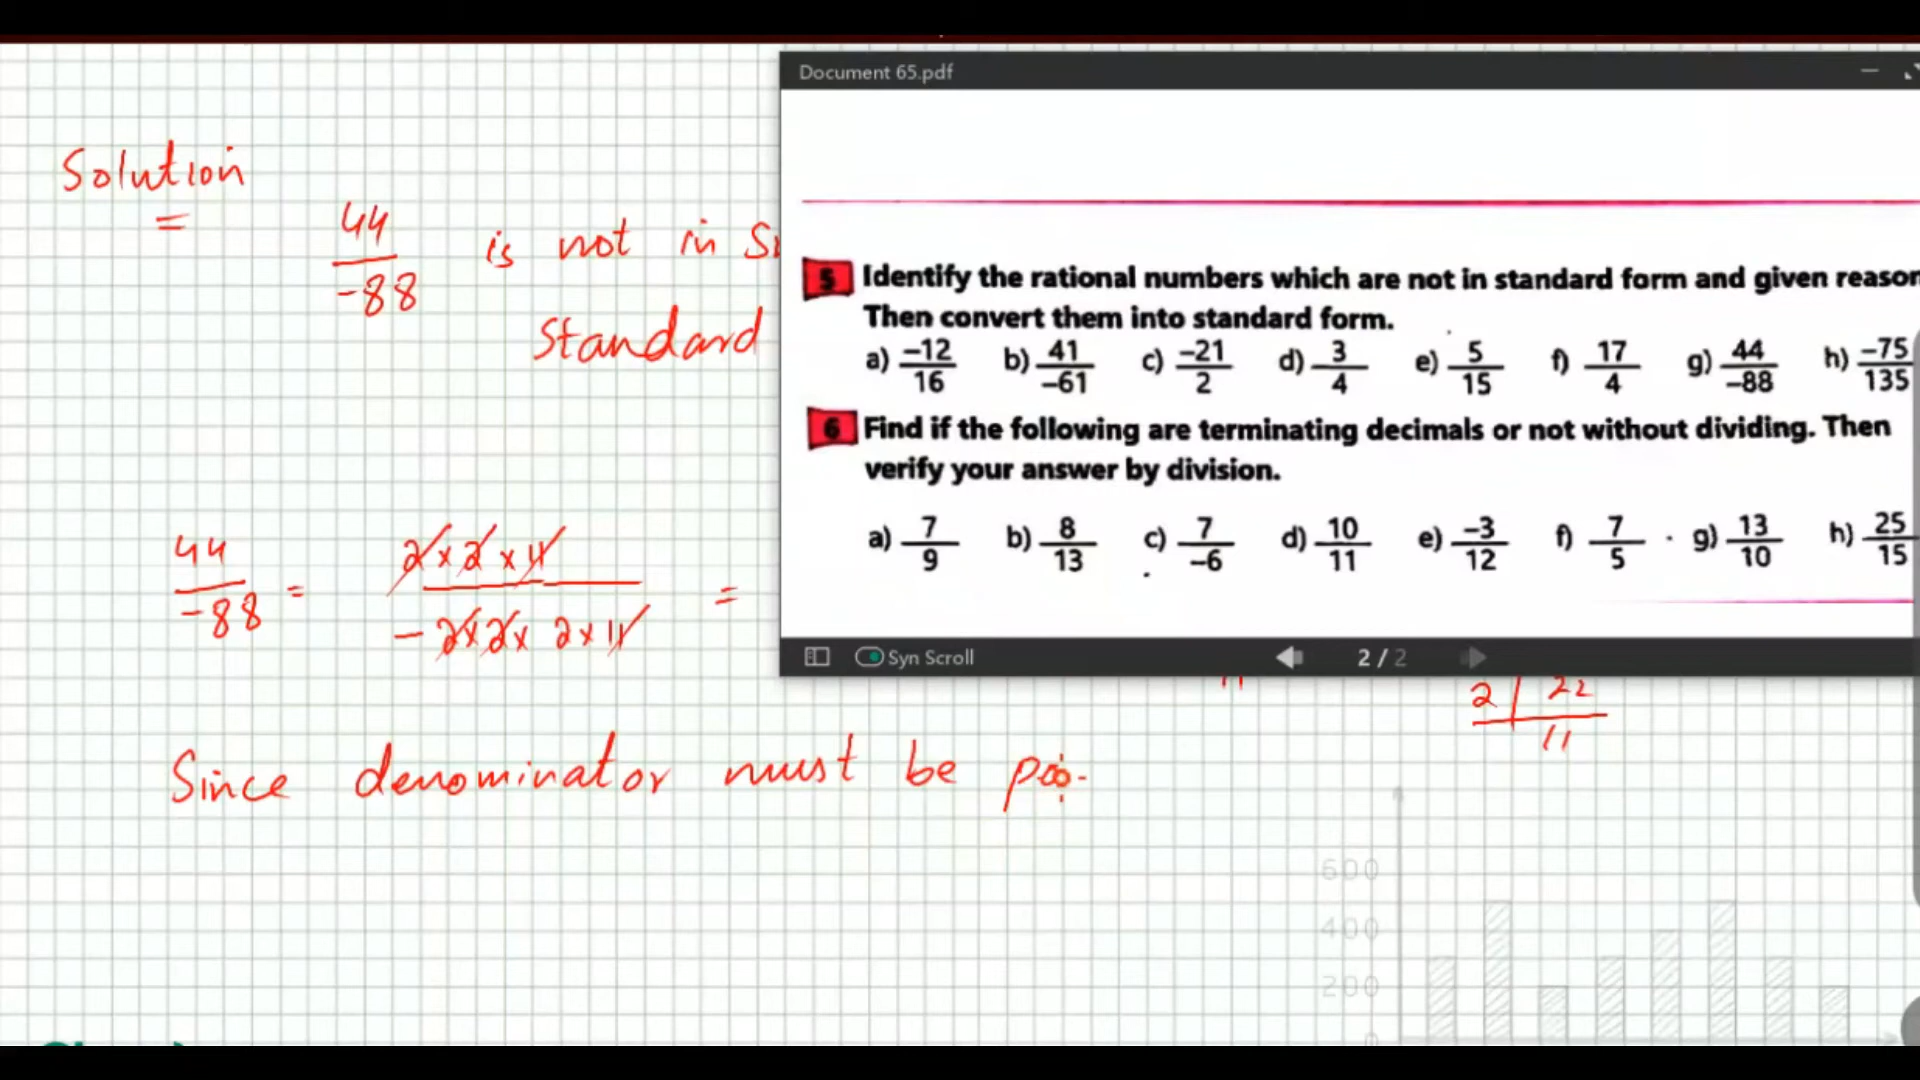 Solution
=
44
-88
is not in
Standard
44
-88
=
2 x 2 x 11
- 2 x 2 x 2 x 11
=
11
2 | 22
11
Since denominator must be pos
Document 65.pdf
5 Identify the rational numbers which are not in standard form and given reason
Then convert them into standard form.
a) -12/16 b) 41/-61 c) -21/2 d) 3/4 e) 5/15 f) 17/4 g) 44/-88 h) -75/135
6 Find if the following are terminating decimals or not without dividing. Then
verify your answer by division.
a) 7/9 b) 8/13 c) 7/-6 d) 10/11 e) -3/12 f) 7/5 g) 13/10 h) 25/15
Syn Scroll
2 / 2
600
400
200
0